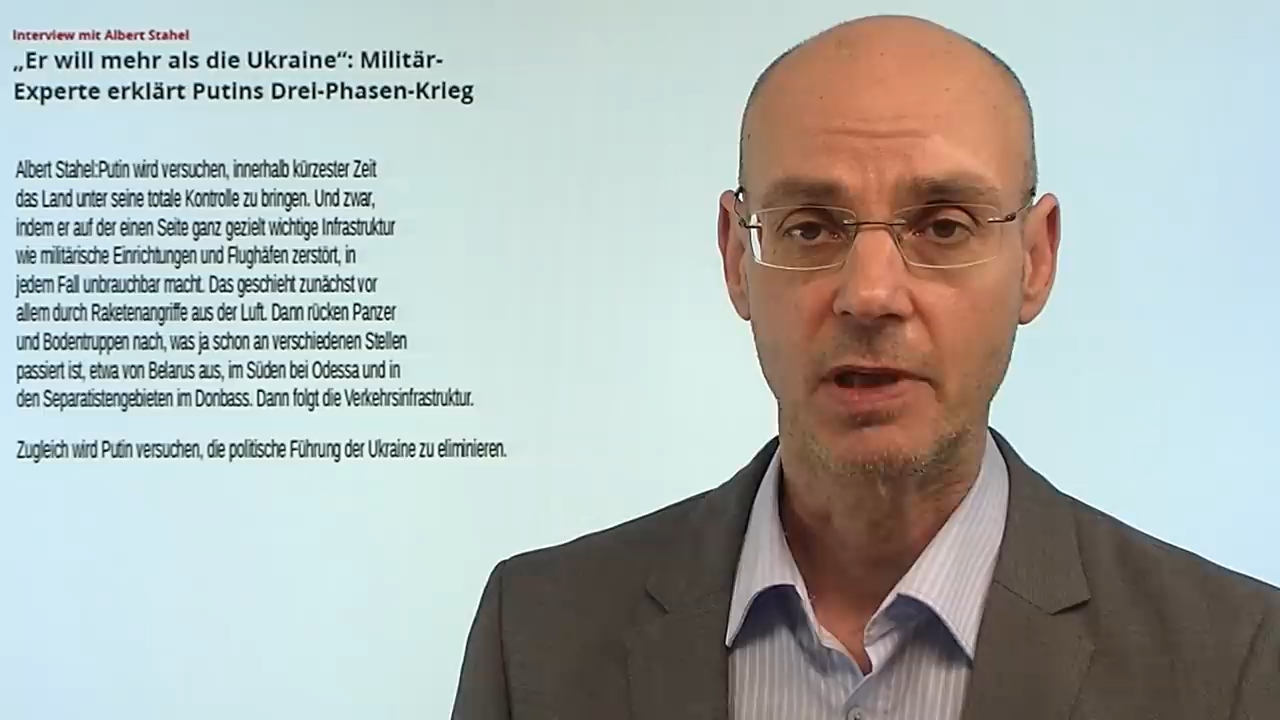 Interview mit Albert Stahel
„Er will mehr als die Ukraine“: Militär-
Experte erklärt Putins Drei-Phasen-Krieg
Albert Stahel:Putin wird versuchen, innerhalb kürzester Zeit
das Land unter seine totale Kontrolle zu bringen. Und zwar,
indem er auf der einen Seite ganz gezielt wichtige Infrastruktur
wie militärische Einrichtungen und Flughäfen zerstört, in
jedem Fall unbrauchbar macht. Das geschieht zunächst vor
allem durch Raketenangriffe aus der Luft. Dann rücken Panzer
und Bodentruppen nach, was ja schon an verschiedenen Stellen
passiert ist, etwa von Belarus aus, im Süden bei Odessa und in
den Separatistengebieten im Donbass. Dann folgt die Verkehrsinfrastruktur.
Zugleich wird Putin versuchen, die politische Führung der Ukraine zu eliminieren.